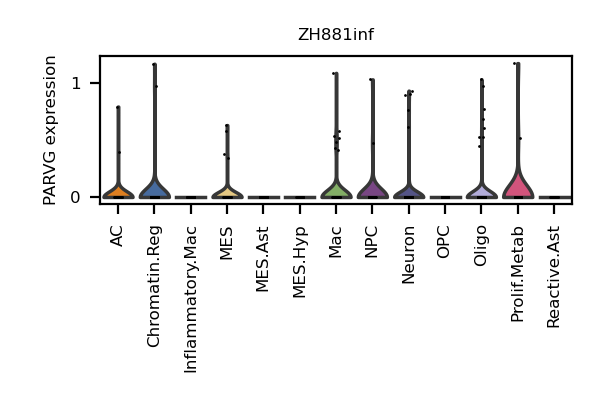 ZH881inf
PARVG expression
1
0
AC
Chromatin.Reg
Inflammatory.Mac
MES
MES.Ast
MES.Hyp
Mac
NPC
Neuron
OPC
Oligo
Prolif.Metab
Reactive.Ast